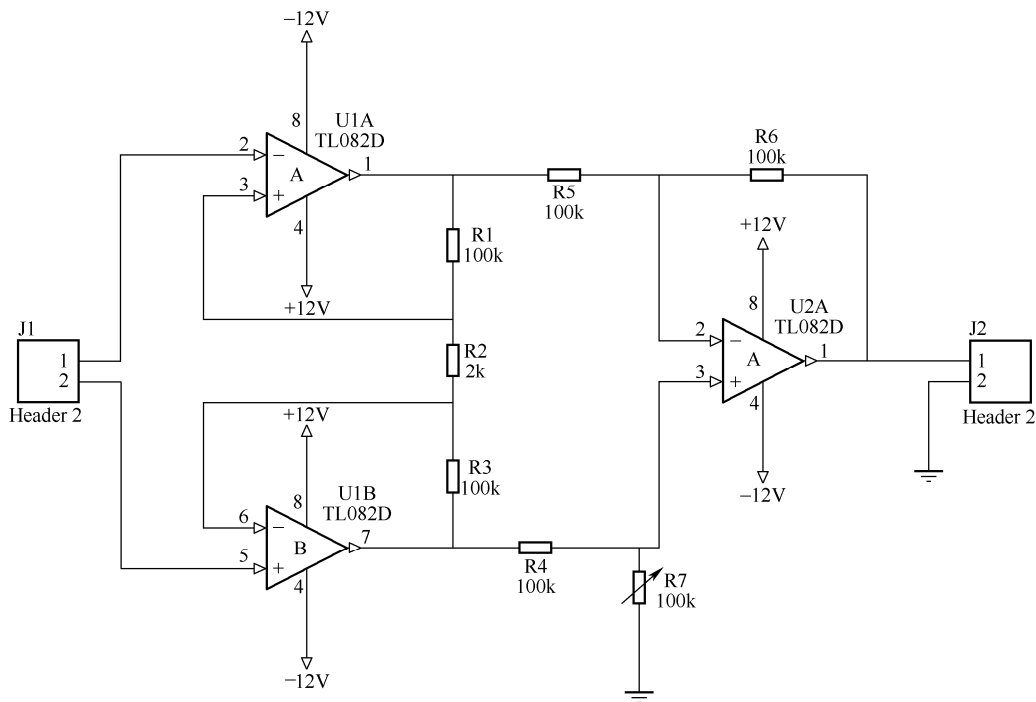 −12V
8
U1A
TL082D
2
−
A
3
+
1
4
+12V
R1
100k
R2
2k
R3
100k
R5
100k
R6
100k
+12V
8
U2A
TL082D
2
−
A
3
+
1
4
−12V
J1
1
2
Header 2
J2
1
2
Header 2
+12V
8
U1B
TL082D
6
−
B
5
+
7
4
−12V
R4
100k
R7
100k